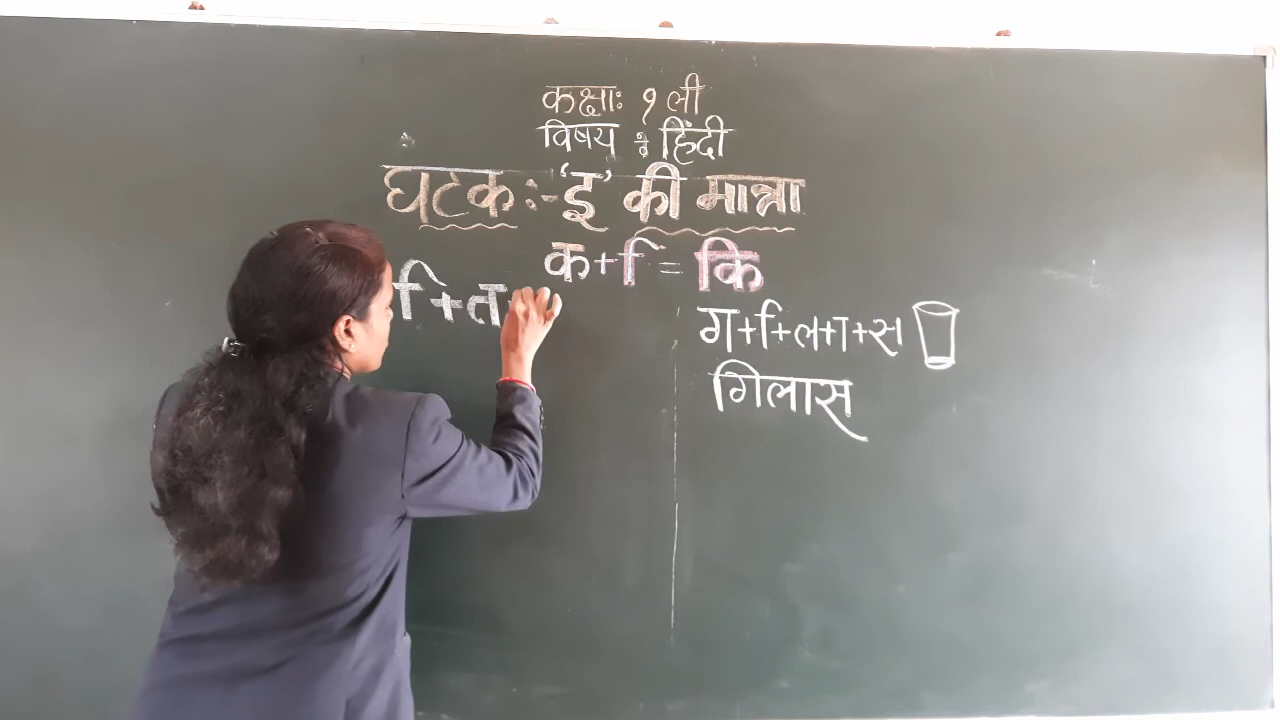 कक्षाः १ ली
विषय : हिंदी
घटक :- 'इ' की मात्रा
क + ि = कि
ि + त
ग + ि + ल + ा + स
गिलास